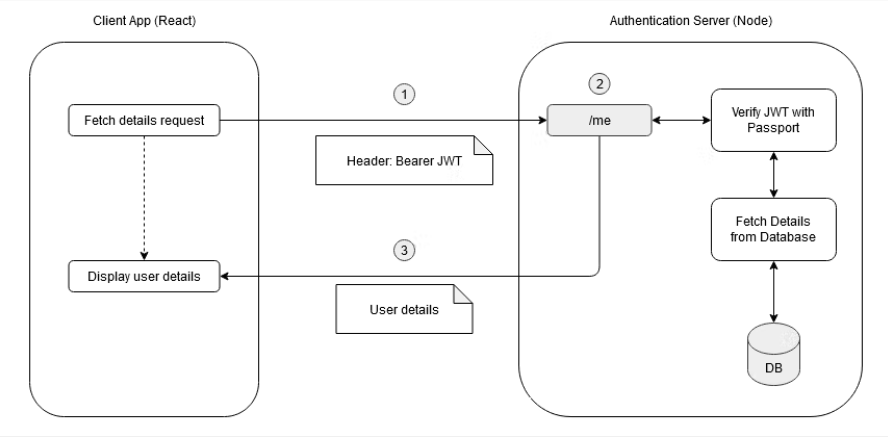 Client App (React)
Authentication Server (Node)
1
2
Fetch details request
/me
Verify JWT with
Passport
Header: Bearer JWT
Fetch Details
from Database
3
Display user details
User details
DB